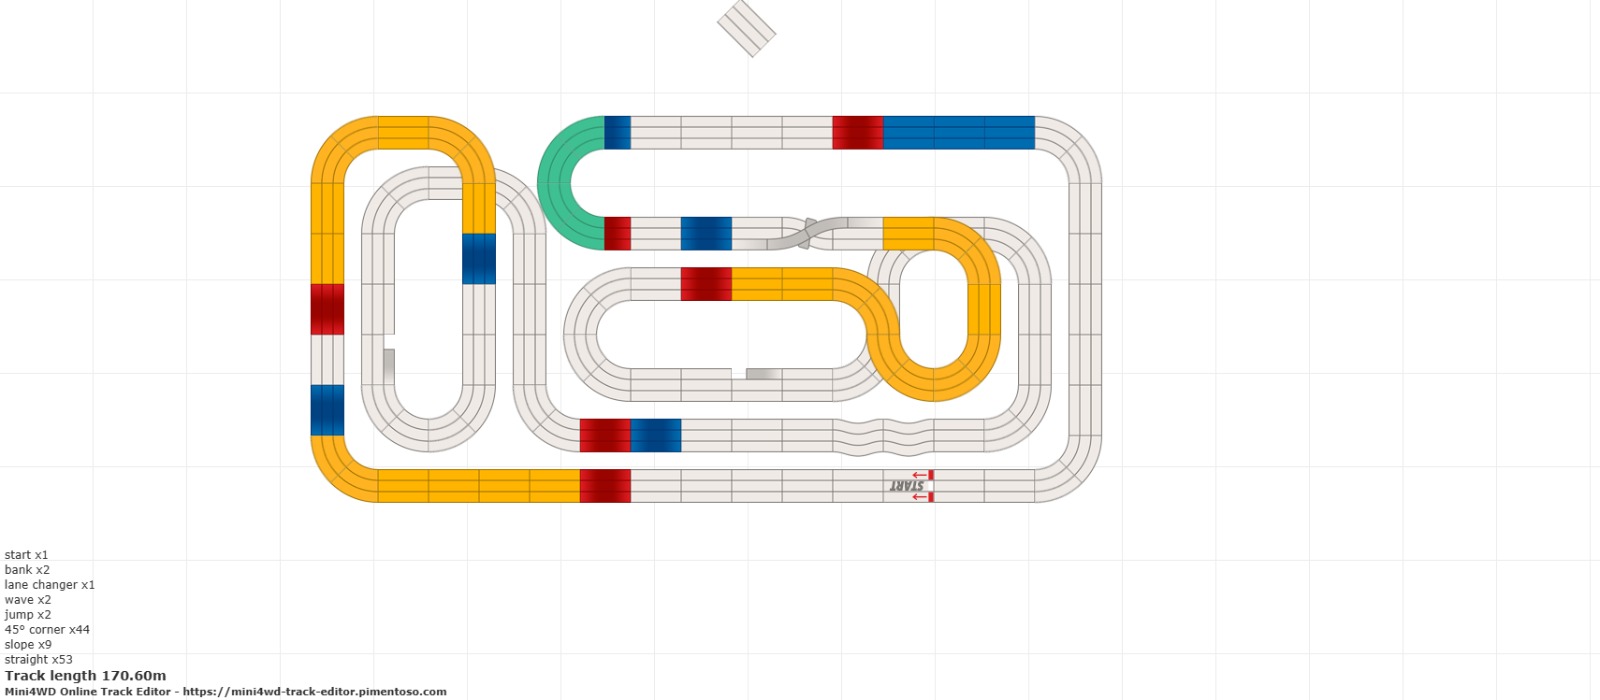 START
start x1
bank x2
lane changer x1
wave x2
jump x2
45° corner x44
slope x9
straight x53
Track length 170.60m
Mini4WD Online Track Editor - https://mini4wd-track-editor.pimentoso.com